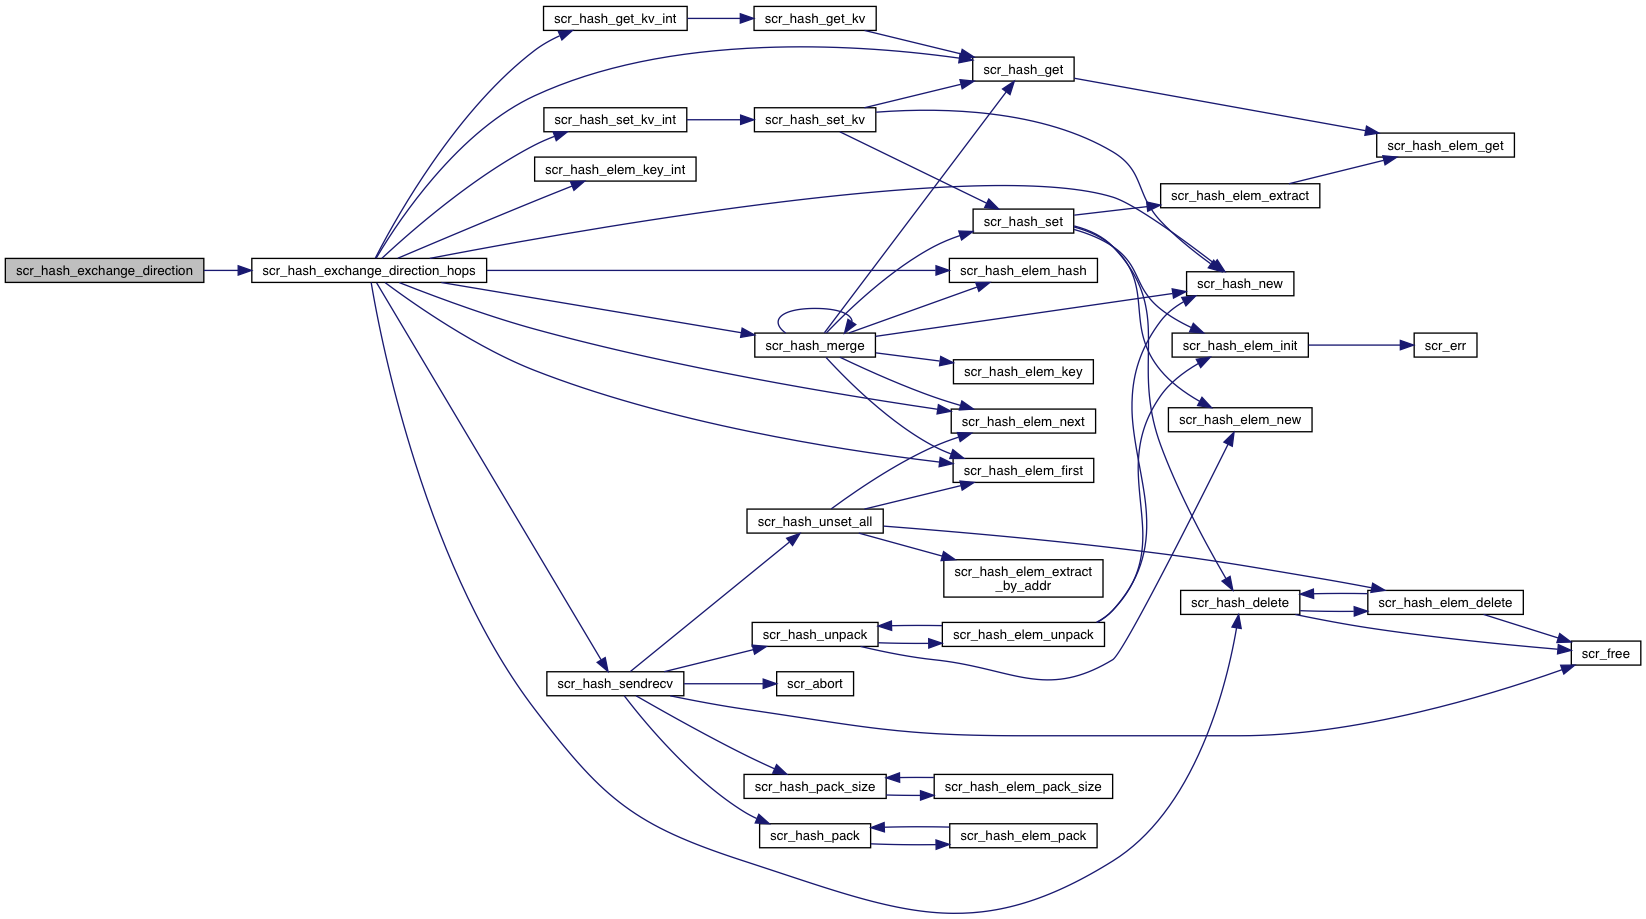 scr_hash_get_kv_int
scr_hash_get_kv
scr_hash_get
scr_hash_set_kv_int
scr_hash_set_kv
scr_hash_elem_get
scr_hash_elem_key_int
scr_hash_elem_extract
scr_hash_set
scr_hash_exchange_direction
scr_hash_exchange_direction_hops
scr_hash_elem_hash
scr_hash_new
scr_hash_merge
scr_hash_elem_init
scr_err
scr_hash_elem_key
scr_hash_elem_next
scr_hash_elem_new
scr_hash_elem_first
scr_hash_unset_all
scr_hash_elem_extract
_by_addr
scr_hash_delete
scr_hash_elem_delete
scr_hash_unpack
scr_hash_elem_unpack
scr_free
scr_hash_sendrecv
scr_abort
scr_hash_pack_size
scr_hash_elem_pack_size
scr_hash_pack
scr_hash_elem_pack